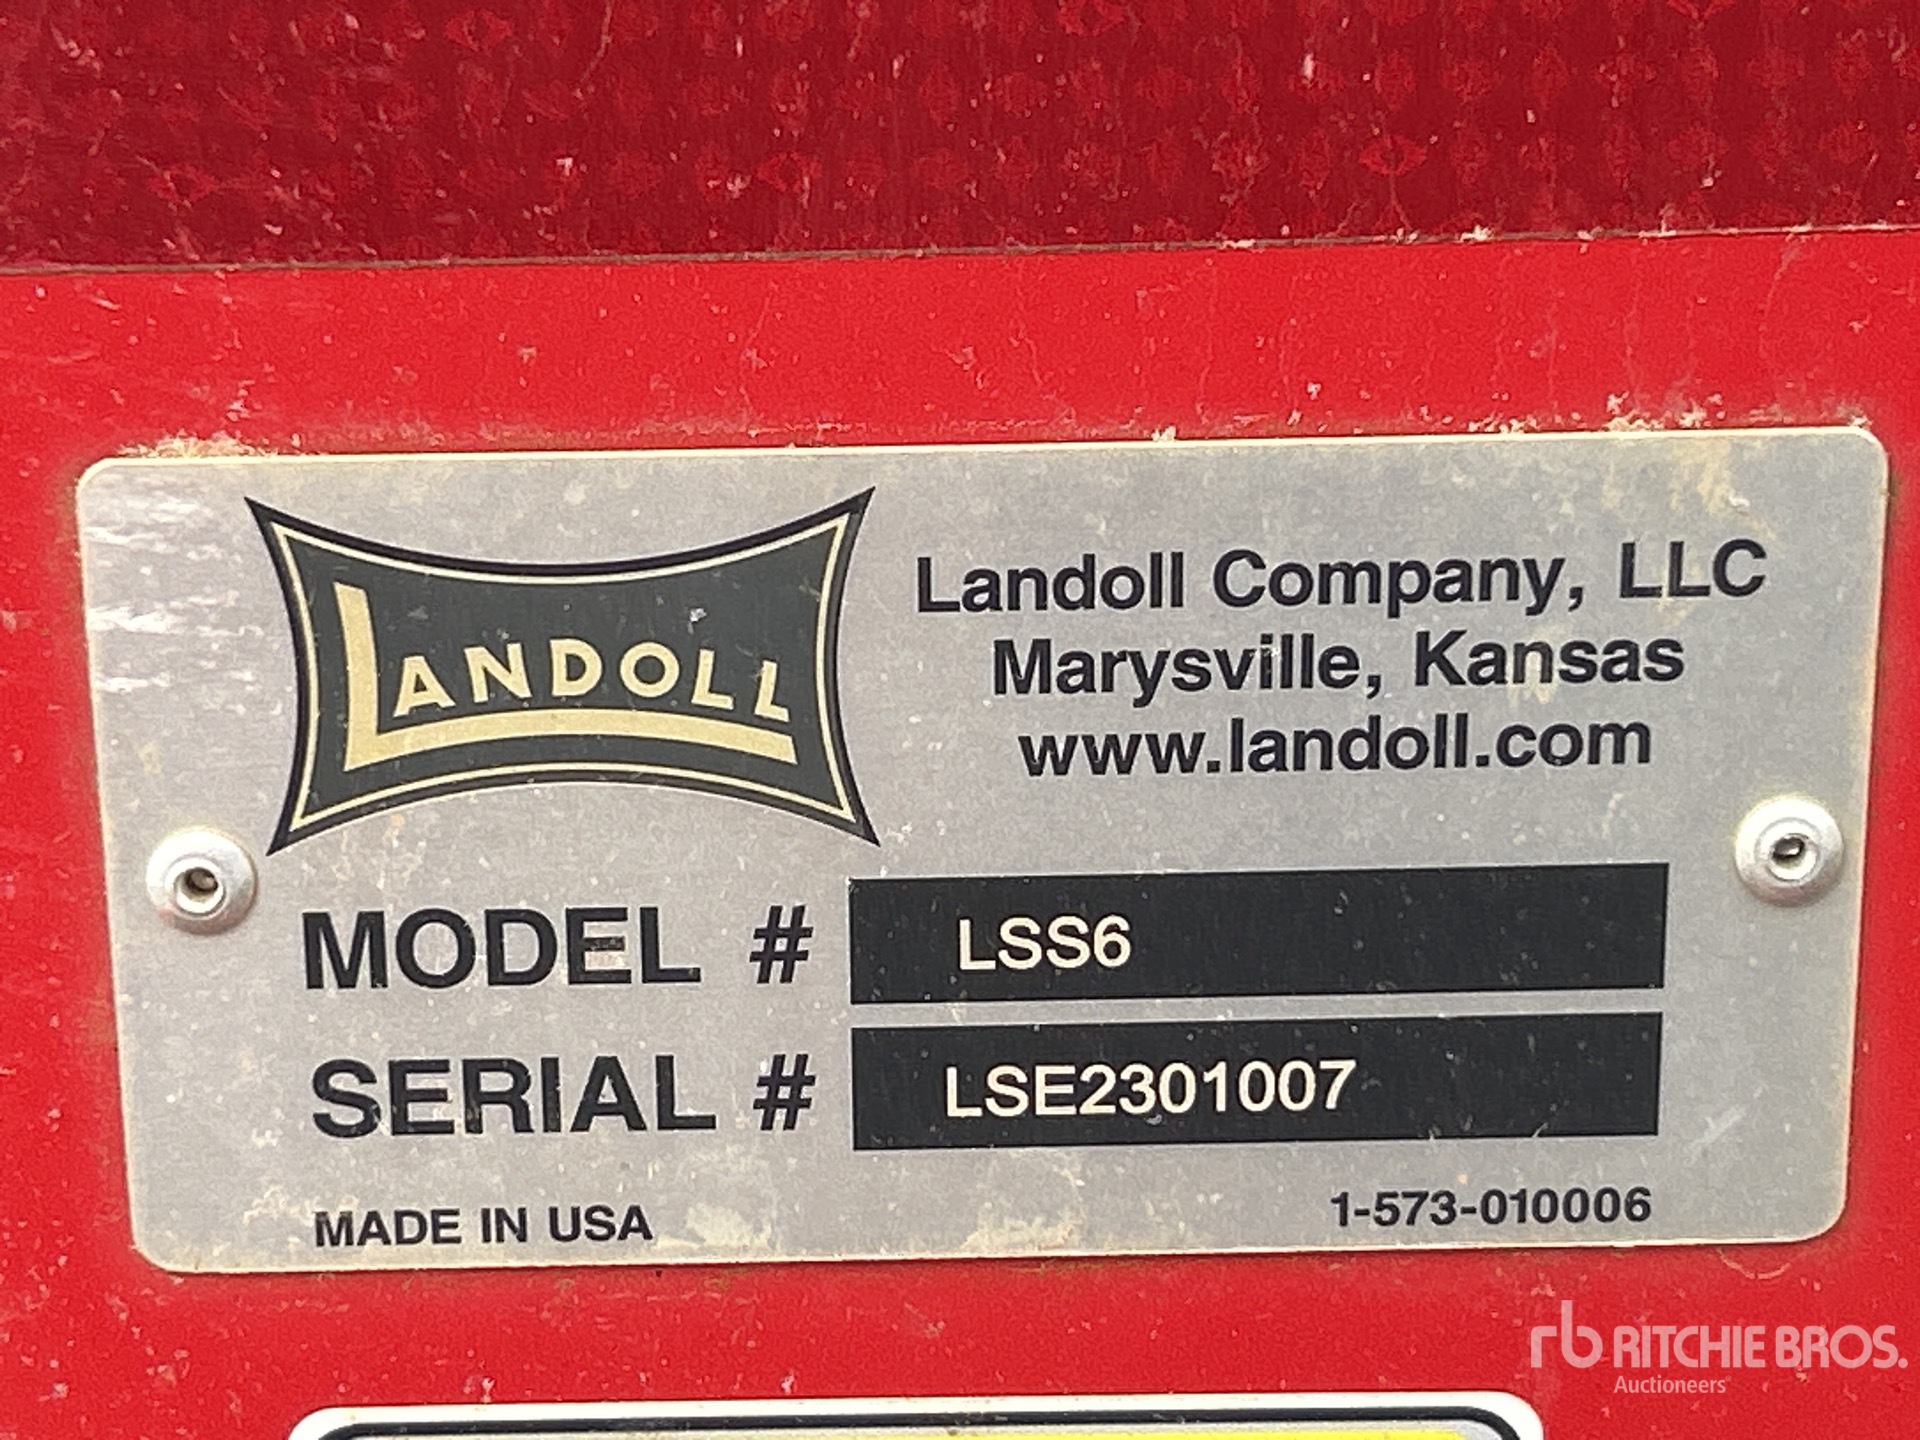 LANDOLL
Landoll Company, LLC
Marysville, Kansas
www.landoll.com
MODEL # LSS6
SERIAL # LSE2301007
MADE IN USA
1-573-010006
rb RITCHIE BROS.
Auctioneers